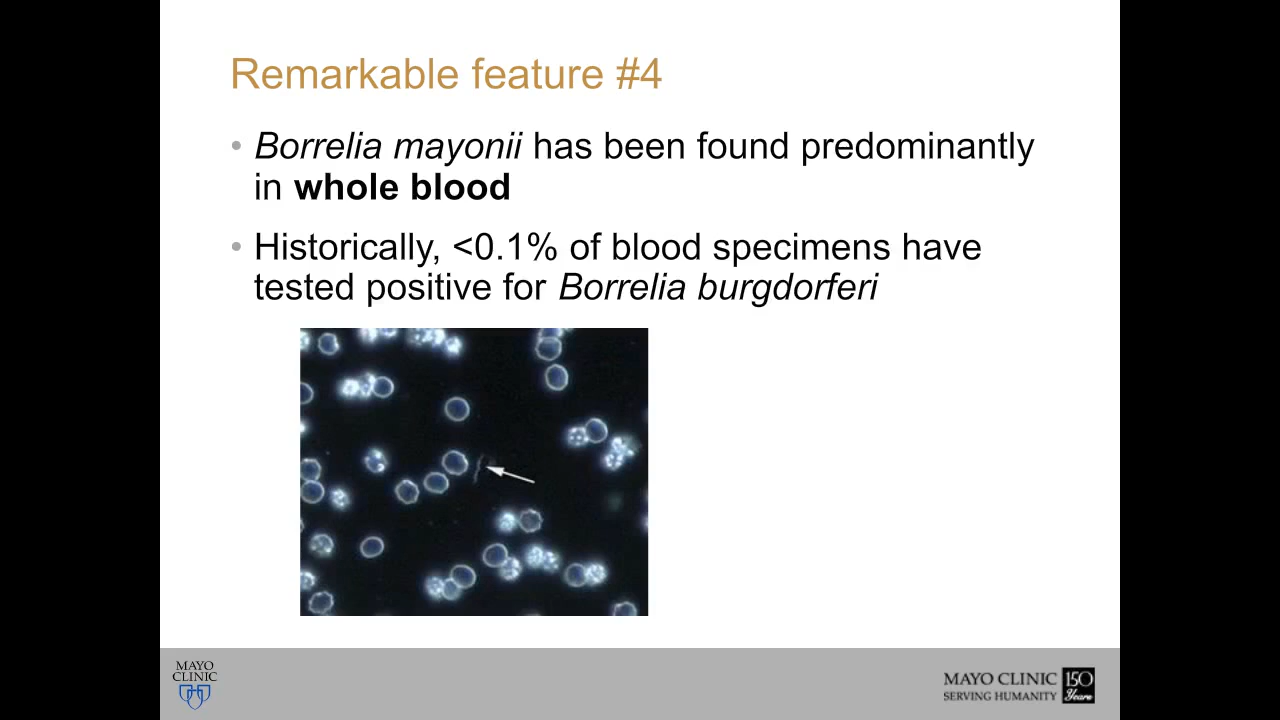 Remarkable feature #4
• Borrelia mayonii has been found predominantly
in whole blood
• Historically, <0.1% of blood specimens have
tested positive for Borrelia burgdorferi
MAYO
CLINIC
MAYO CLINIC
SERVING HUMANITY
150
Years